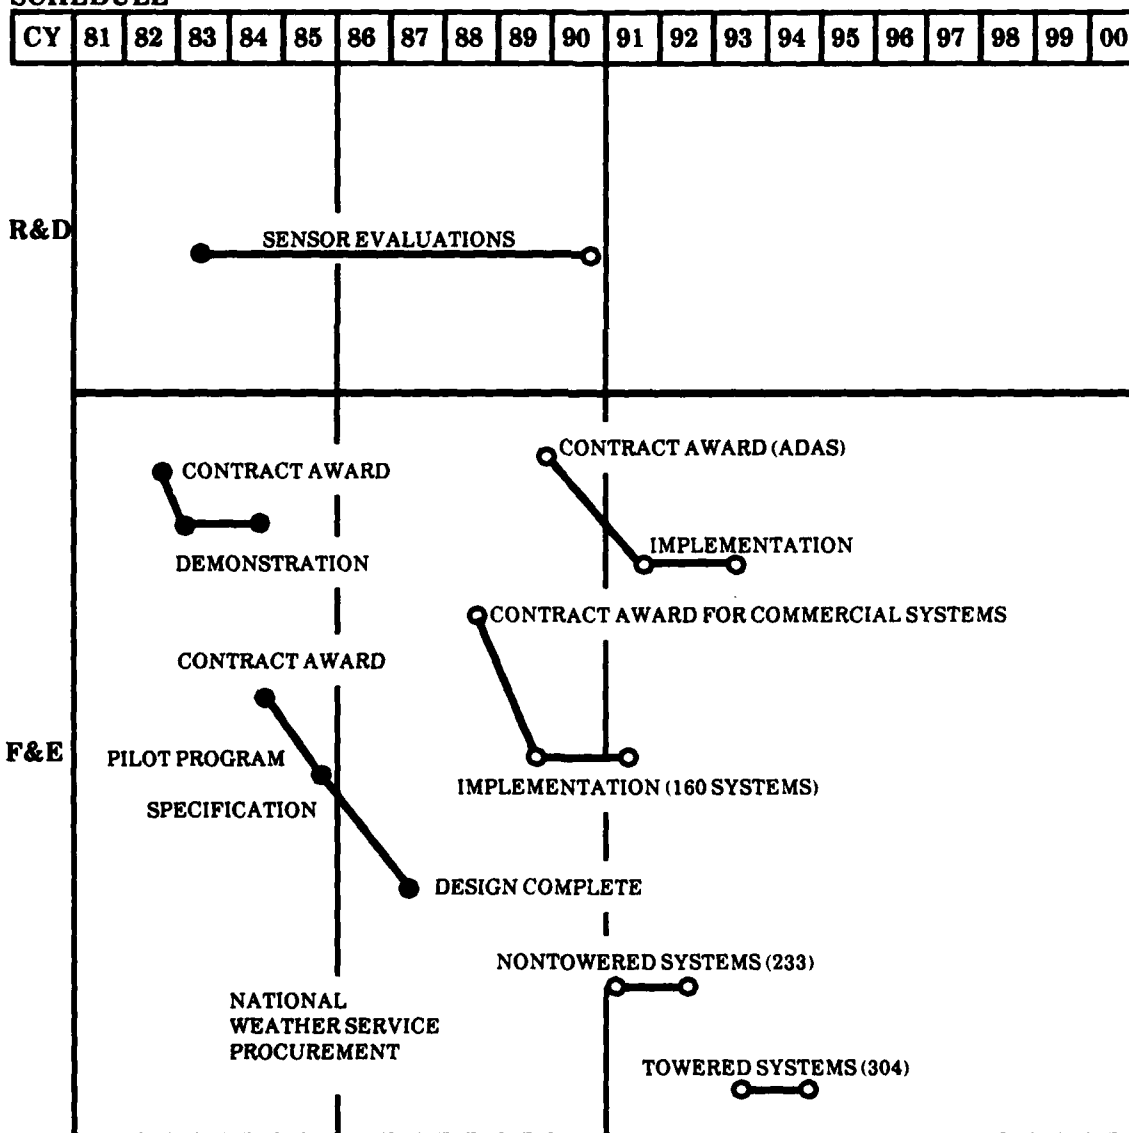 SCHEDULE
CY 81 82 83 84 85 86 87 88 89 90 91 92 93 94 95 96 97 98 99 00
R&D
SENSOR EVALUATIONS
CONTRACT AWARD (ADAS)
CONTRACT AWARD
IMPLEMENTATION
DEMONSTRATION
CONTRACT AWARD FOR COMMERCIAL SYSTEMS
CONTRACT AWARD
F&E
PILOT PROGRAM
IMPLEMENTATION (160 SYSTEMS)
SPECIFICATION
DESIGN COMPLETE
NONTOWERED SYSTEMS (233)
NATIONAL
WEATHER SERVICE
PROCUREMENT
TOWERED SYSTEMS (304)